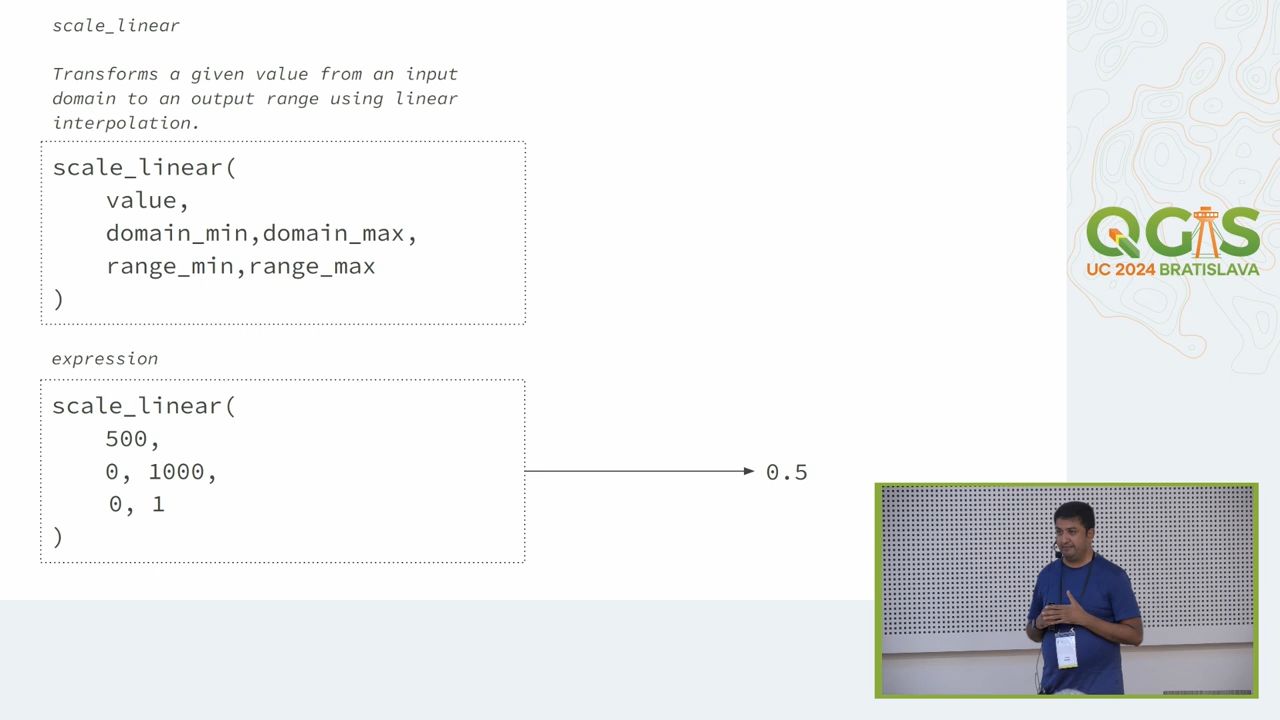 scale_linear
Transforms a given value from an input
domain to an output range using linear
interpolation.
scale_linear(
value,
domain_min,domain_max,
range_min,range_max
)
expression
scale_linear(
500,
0, 1000,
0, 1
)
0.5
QGIS
UC 2024 BRATISLAVA